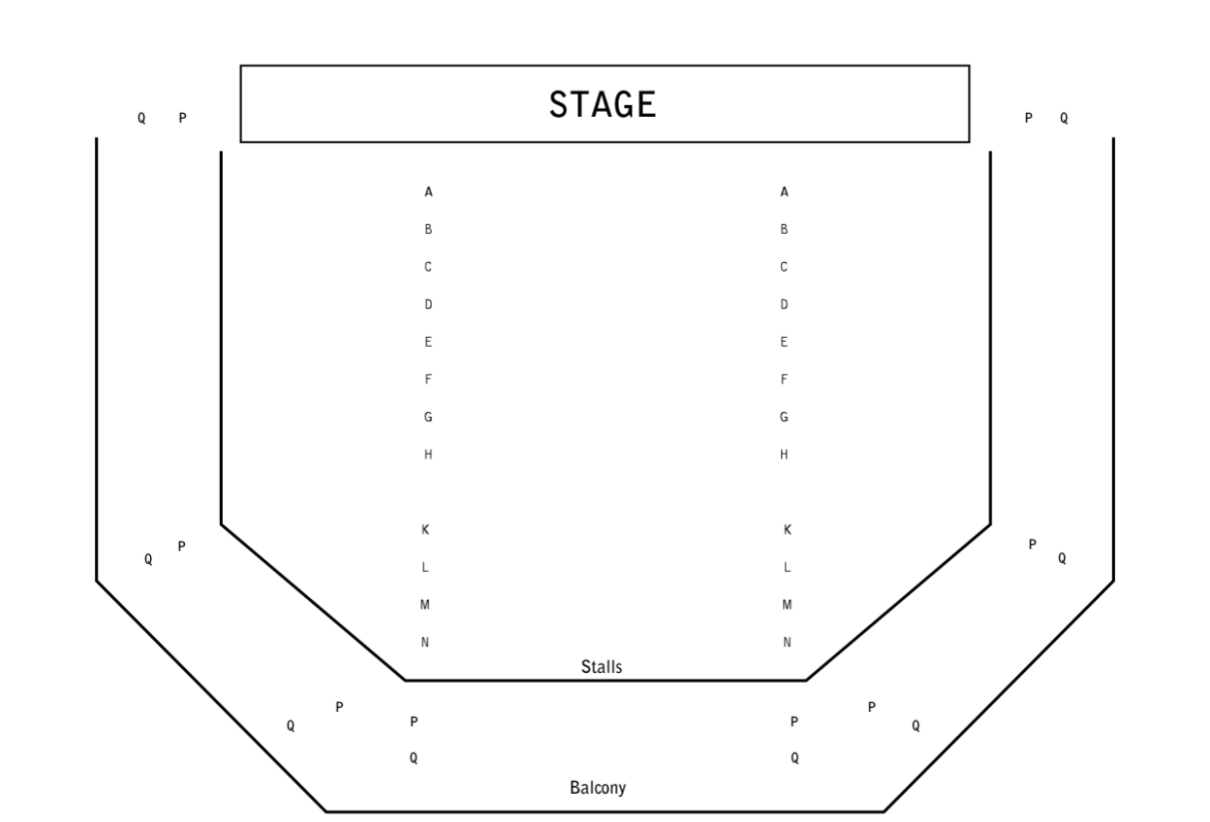 STAGE
Q P P Q
A A
B B
C C
D D
E E
F F
G G
H H
K K
Q P P Q
L L
M M
N N
Stalls
Q P P P P Q
Q Q
Balcony